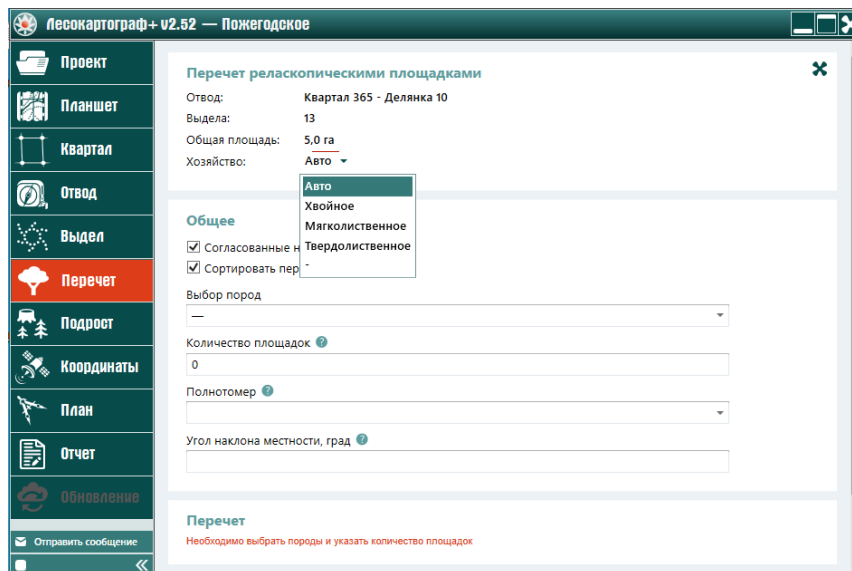 Лесокартограф+ v2.52 — Пожегодское
Проект
Планшет
Квартал
Отвод
Выдел
Перечет
Подрост
Координаты
План
Отчет
Обновление
Отправить сообщение
Перечет реласкопическими площадками
Отвод: Квартал 365 - Делянка 10
Выдела: 13
Общая площадь: 5,0 га
Хозяйство: Авто
Авто
Хвойное
Мягколиственное
Твердолиственное
-
Общее
Согласованные н
Сортировать пер
Выбор пород
—
Количество площадок ?
0
Полнотомер ?
Угол наклона местности, град ?
Перечет
Необходимо выбрать породы и указать количество площадок